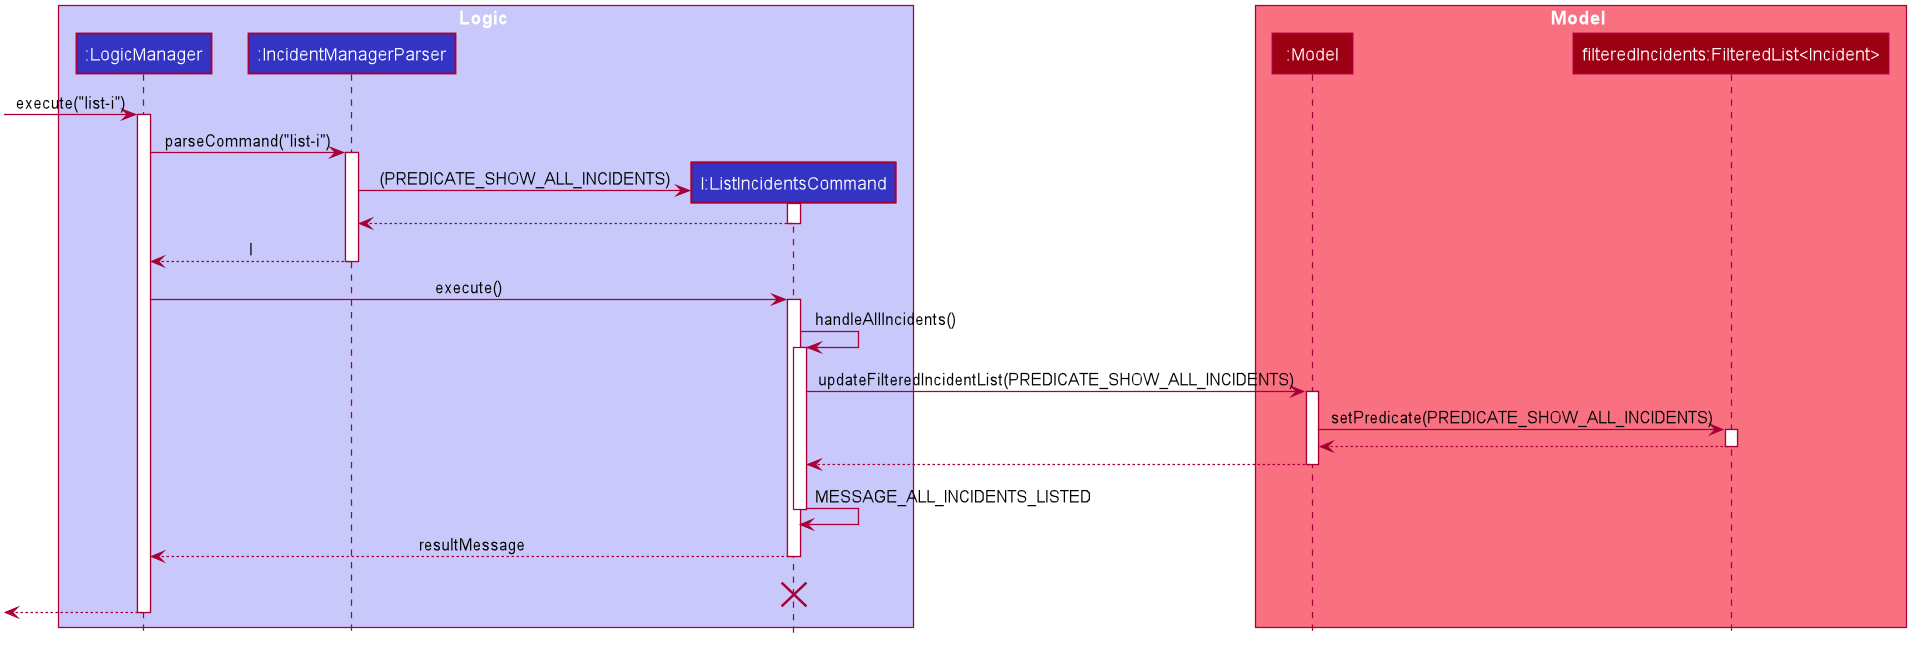 Logic
Model
:LogicManager
:IncidentManagerParser
:Model
filteredIncidents:FilteredList<Incident>
execute("list-i")
parseCommand("list-i")
(PREDICATE_SHOW_ALL_INCIDENTS)
l:ListIncidentsCommand
l
execute()
handleAllIncidents()
updateFilteredIncidentList(PREDICATE_SHOW_ALL_INCIDENTS)
setPredicate(PREDICATE_SHOW_ALL_INCIDENTS)
MESSAGE_ALL_INCIDENTS_LISTED
resultMessage